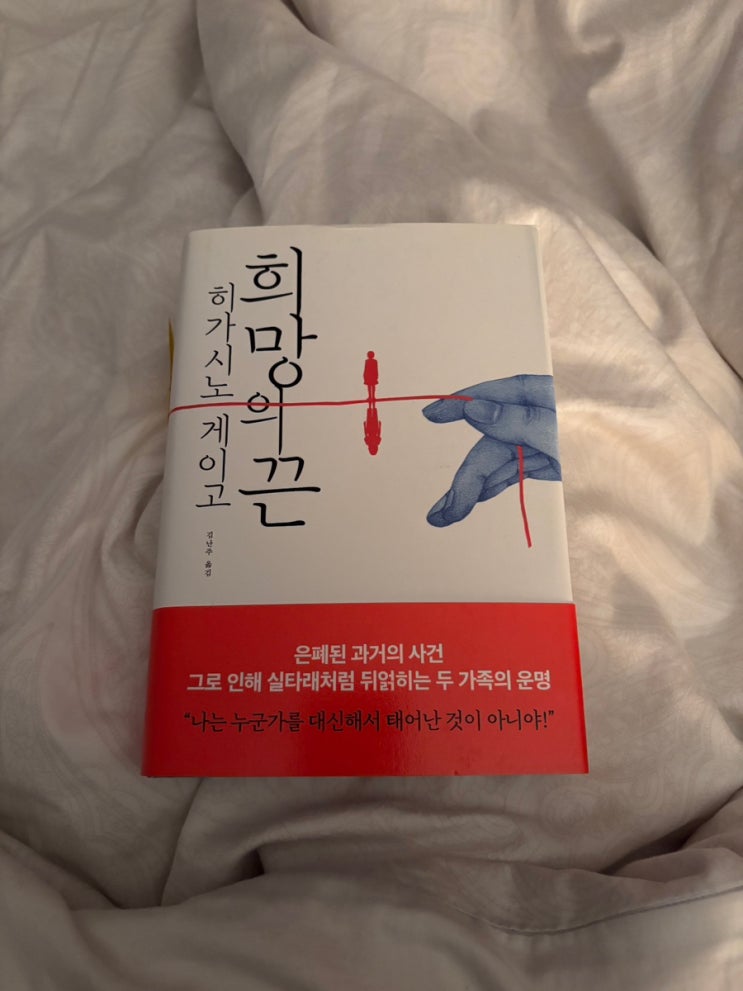 희망의 끈
히가시노 게이고
김난주 옮김
은폐된 과거의 사건
그로 인해 실타래처럼 뒤얽히는 두 가족의 운명
“나는 누군가를 대신해서 태어난 것이 아니야!”